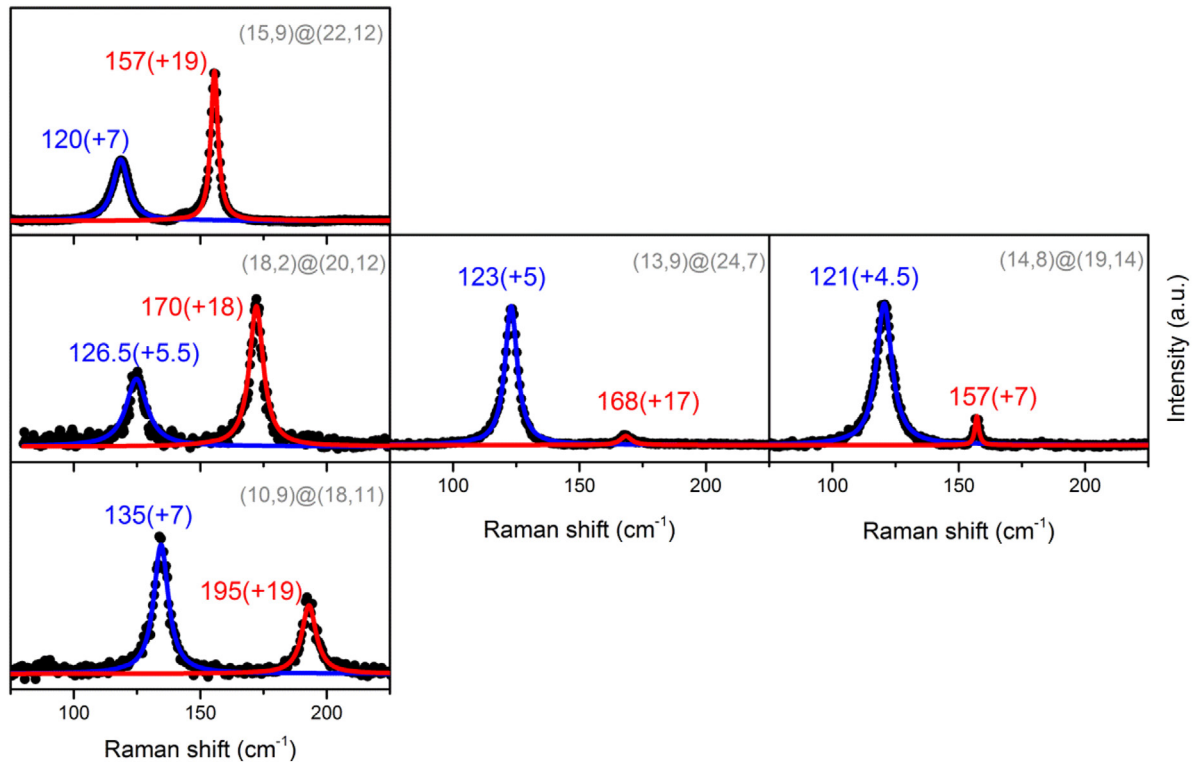 (15,9)@(22,12)
157(+19)
120(+7)
(18,2)@(20,12)
170(+18)
126.5(+5.5)
(13,9)@(24,7)
123(+5)
168(+17)
(14,8)@(19,14)
121(+4.5)
157(+7)
Intensity (a.u.)
100 150 200
Raman shift (cm⁻¹)
100 150 200
Raman shift (cm⁻¹)
(10,9)@(18,11)
135(+7)
195(+19)
100 150 200
Raman shift (cm⁻¹)